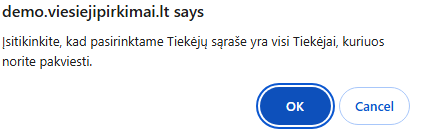 demo.viesiejipirkimai.lt says
Įsitikinkite, kad pasirinktame Tiekėjų sąraše yra visi Tiekėjai, kuriuos
norite pakviesti.
OK
Cancel